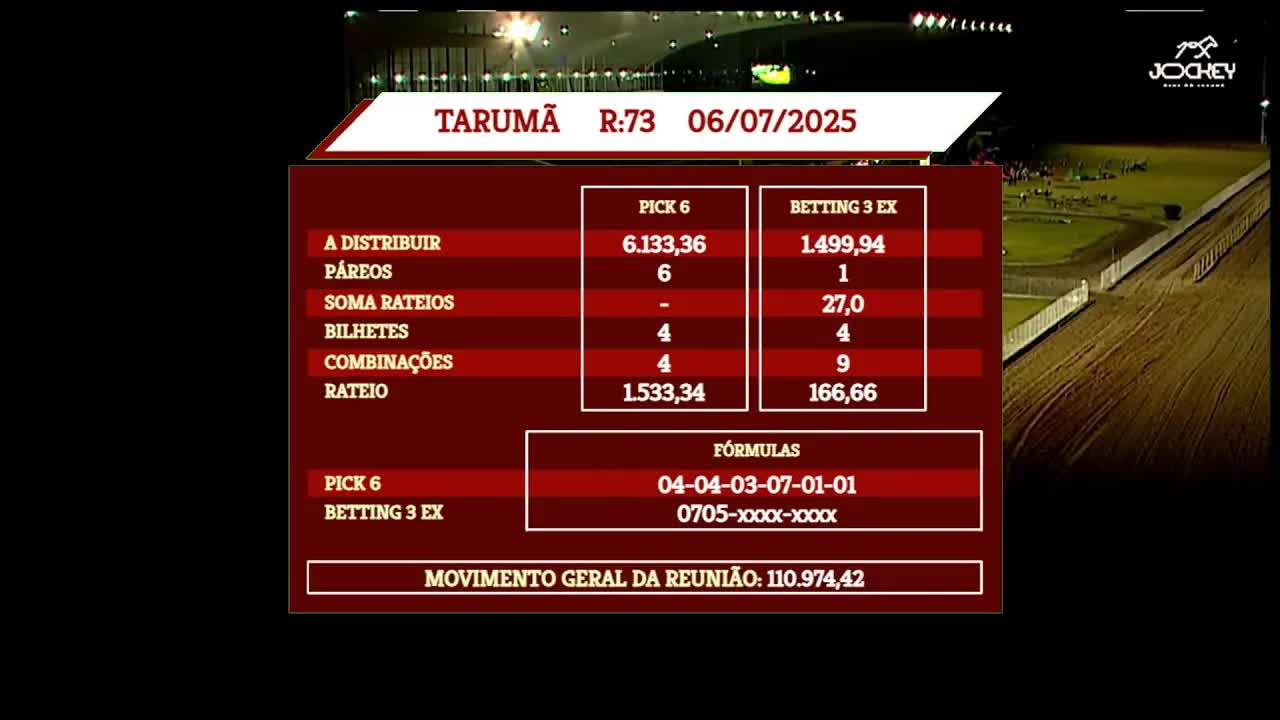 JOCKEY
TARUMÃ R:73 06/07/2025
PICK 6 BETTING 3 EX
A DISTRIBUIR 6.133,36 1.499,94
PÁREOS 6 1
SOMA RATEIOS - 27,0
BILHETES 4 4
COMBINAÇÕES 4 9
RATEIO 1.533,34 166,66
FÓRMULAS
PICK 6 04-04-03-07-01-01
BETTING 3 EX 0705-xxxx-xxxx
MOVIMENTO GERAL DA REUNIÃO: 110.974,42